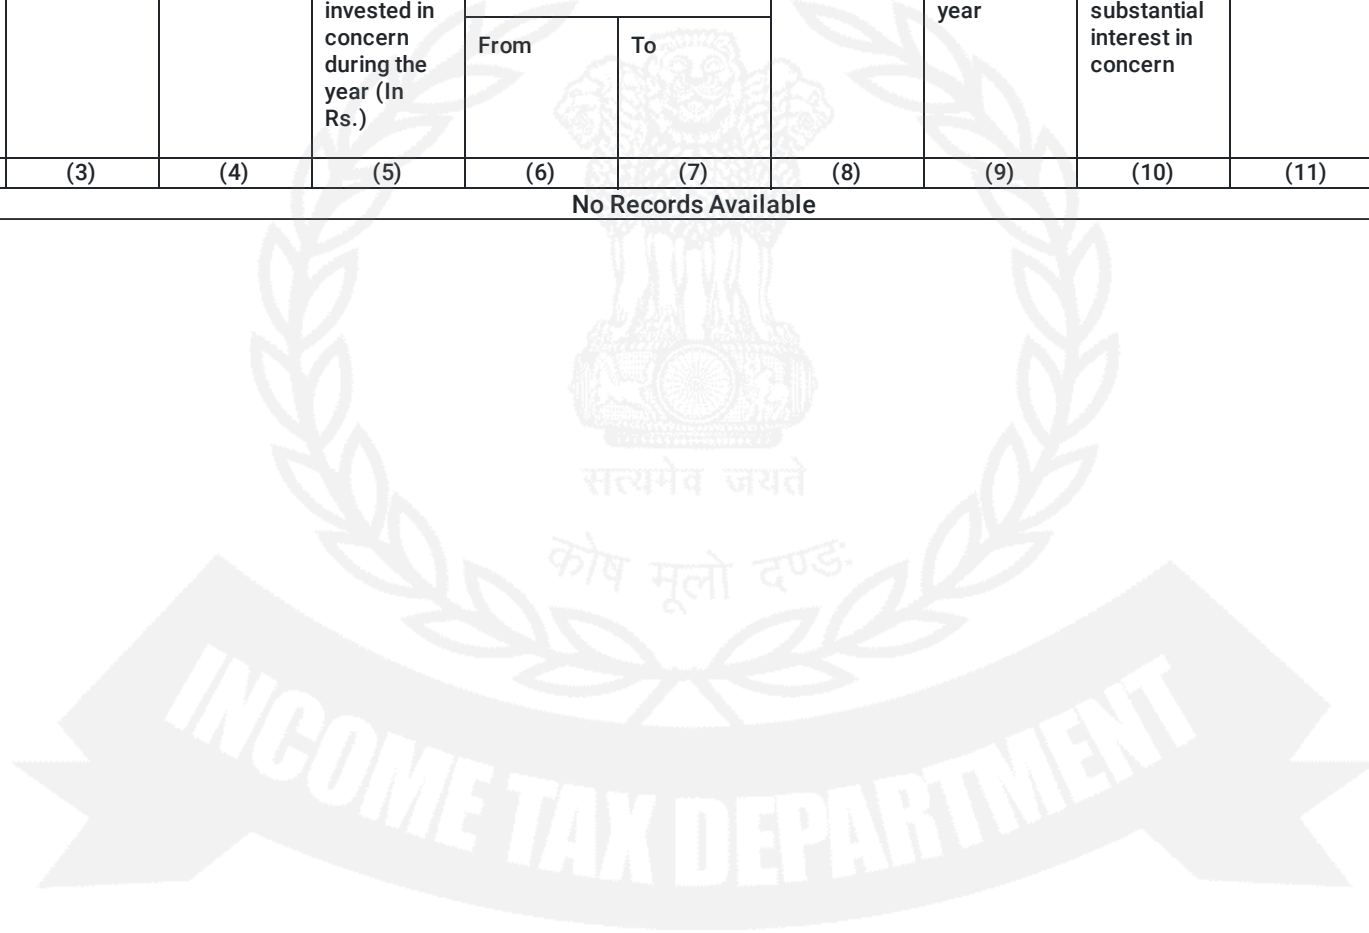 invested in
concern
during the
year (In
Rs.)
From
To
year
substantial
interest in
concern
(3) (4) (5) (6) (7) (8) (9) (10) (11)
No Records Available
सत्यमेव जयते
कोष मूलो दण्ड:
INCOME TAX DEPARTMENT